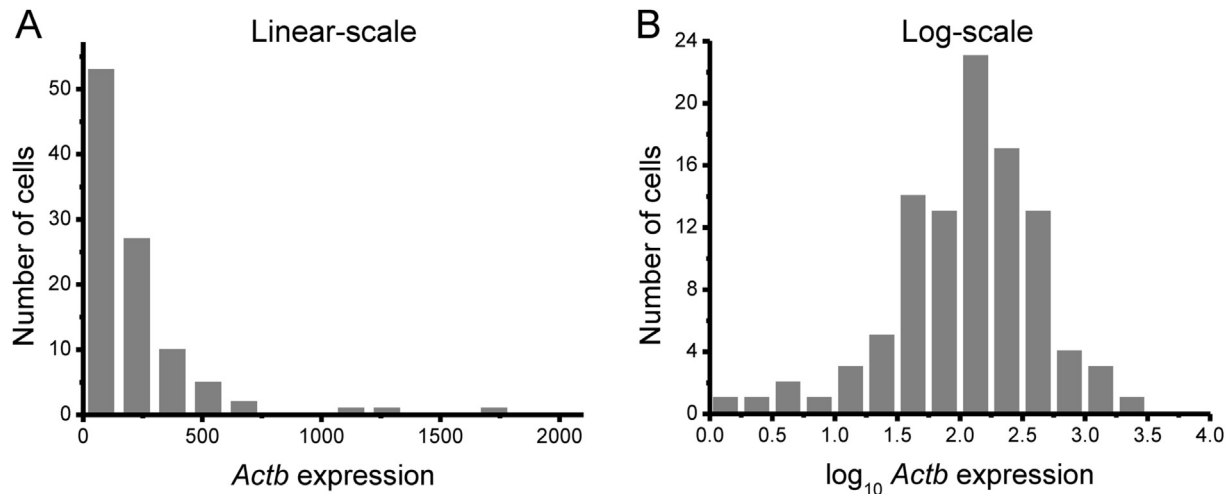 A
Linear-scale
Number of cells
50
40
30
20
10
0
0 500 1000 1500 2000
Actb expression
B
Log-scale
Number of cells
24
20
16
12
8
4
0
0.0 0.5 1.0 1.5 2.0 2.5 3.0 3.5 4.0
log₁₀ Actb expression